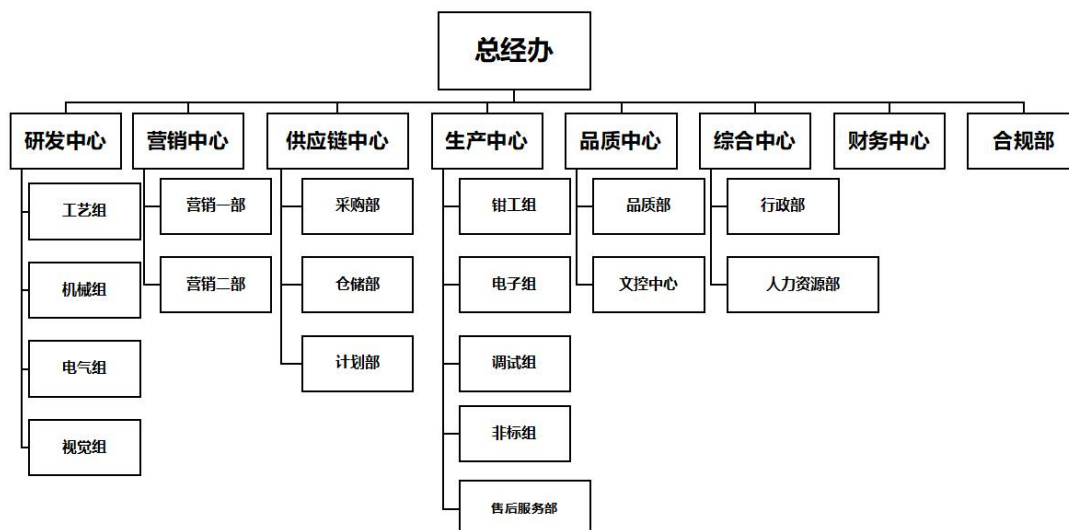 总经办
研发中心
营销中心
供应链中心
生产中心
品质中心
综合中心
财务中心
合规部
工艺组
营销一部
采购部
钳工组
品质部
行政部
机械组
营销二部
仓储部
电子组
文控中心
人力资源部
电气组
计划部
调试组
视觉组
非标组
售后服务部